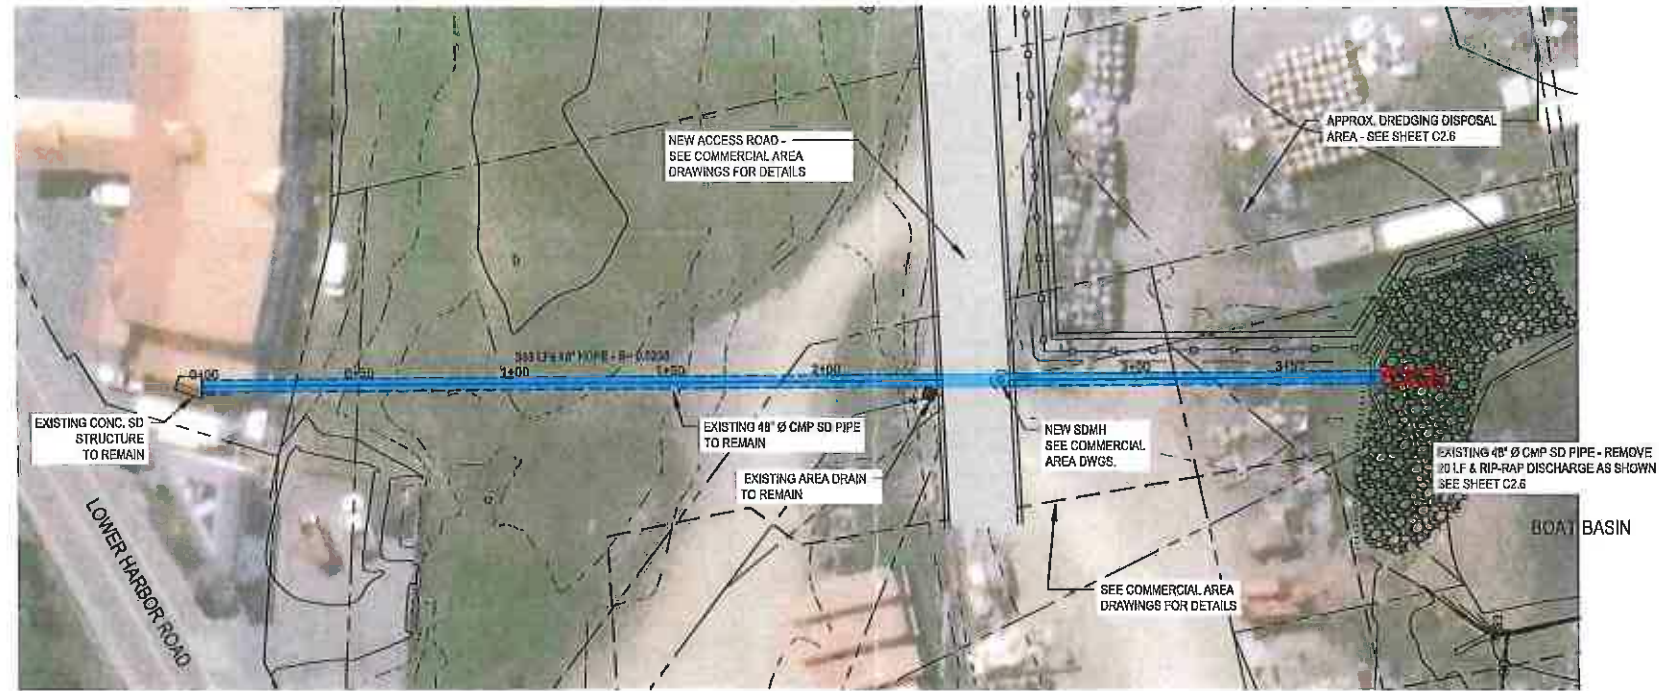 NEW ACCESS ROAD -
SEE COMMERCIAL AREA
DRAWINGS FOR DETAILS
APPROX. DREDGING DISPOSAL
AREA - SEE SHEET C2.6
0+00
1+00
1+50
2+00
EXISTING CONC. SD
STRUCTURE
TO REMAIN
EXISTING 48" Ø CMP SD PIPE
TO REMAIN
EXISTING AREA DRAIN
TO REMAIN
NEW SDMH
SEE COMMERCIAL
AREA DWGS.
EXISTING 48" Ø CMP SD PIPE - REMOVE
20 LF & RIP-RAP DISCHARGE AS SHOWN
SEE SHEET C2.6
BOAT BASIN
SEE COMMERCIAL AREA
DRAWINGS FOR DETAILS
LOWER HARBOR ROAD